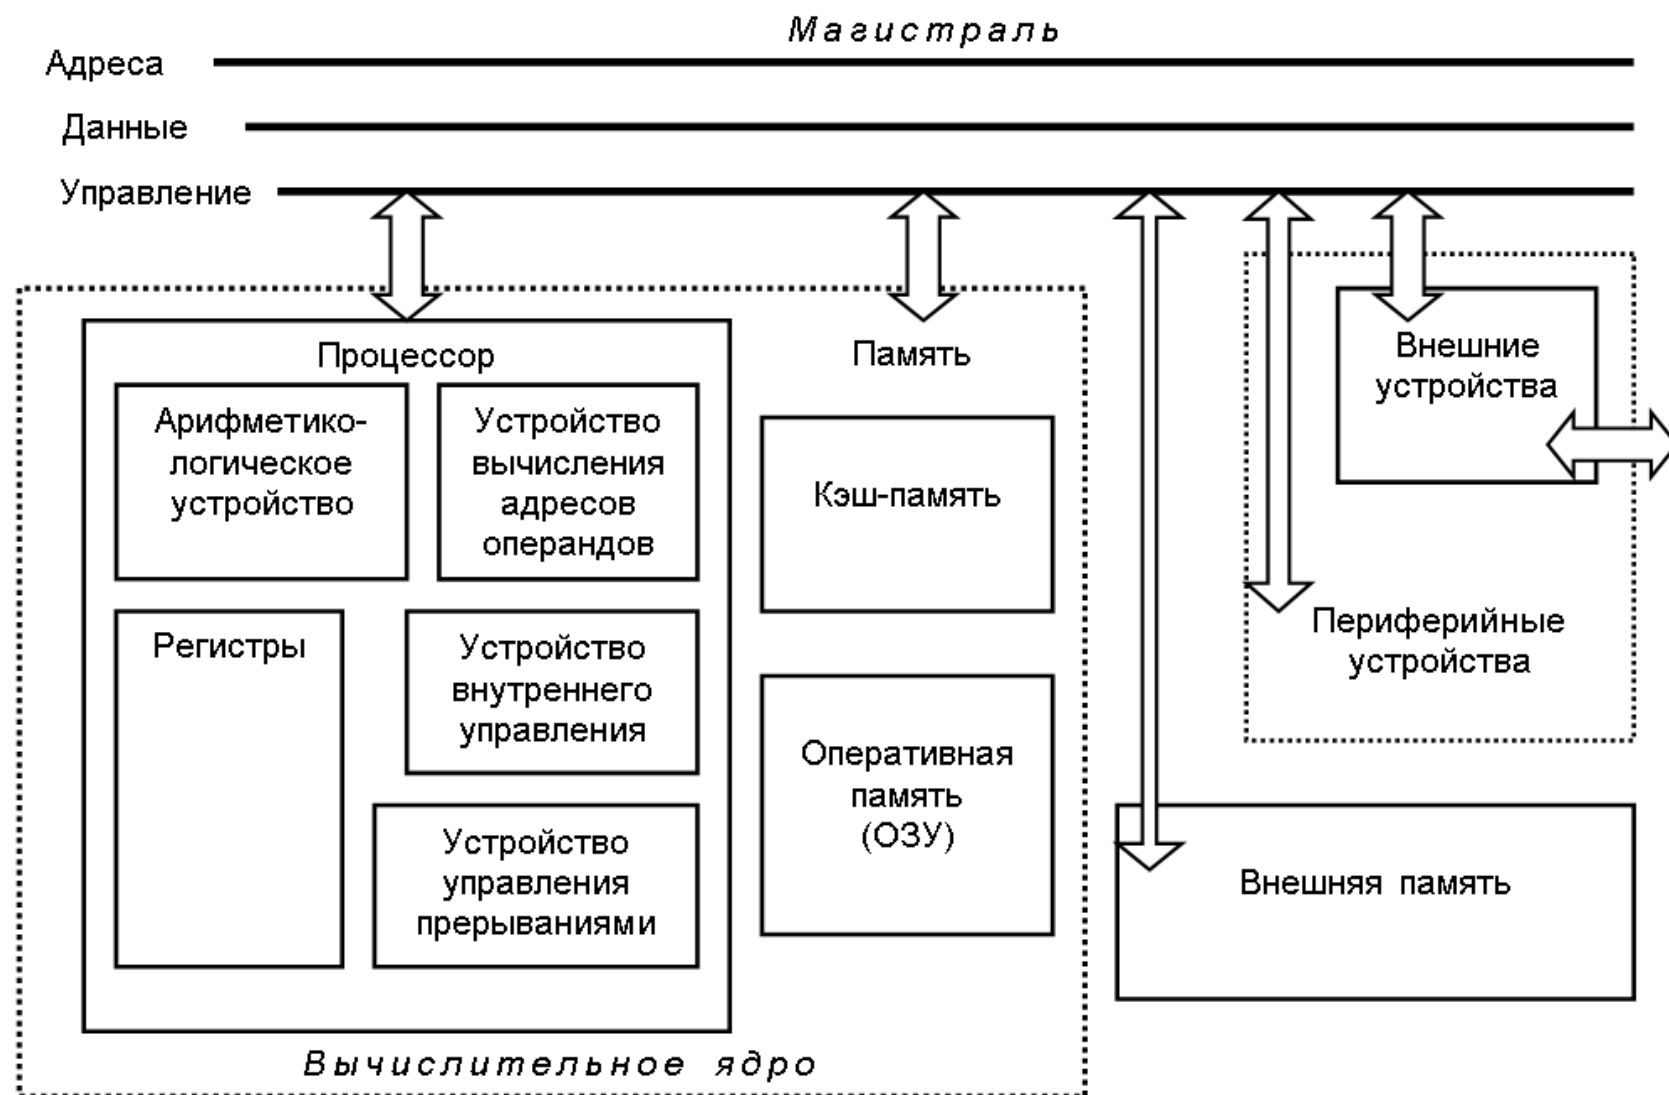 Магистраль
Адреса
Данные
Управление
Процессор
Арифметико-
логическое
устройство
Устройство
вычисления
адресов
операндов
Регистры
Устройство
внутреннего
управления
Устройство
управления
прерываниями
Память
Кэш-память
Оперативная
память
(ОЗУ)
Вычислительное ядро
Внешние
устройства
Периферийные
устройства
Внешняя память